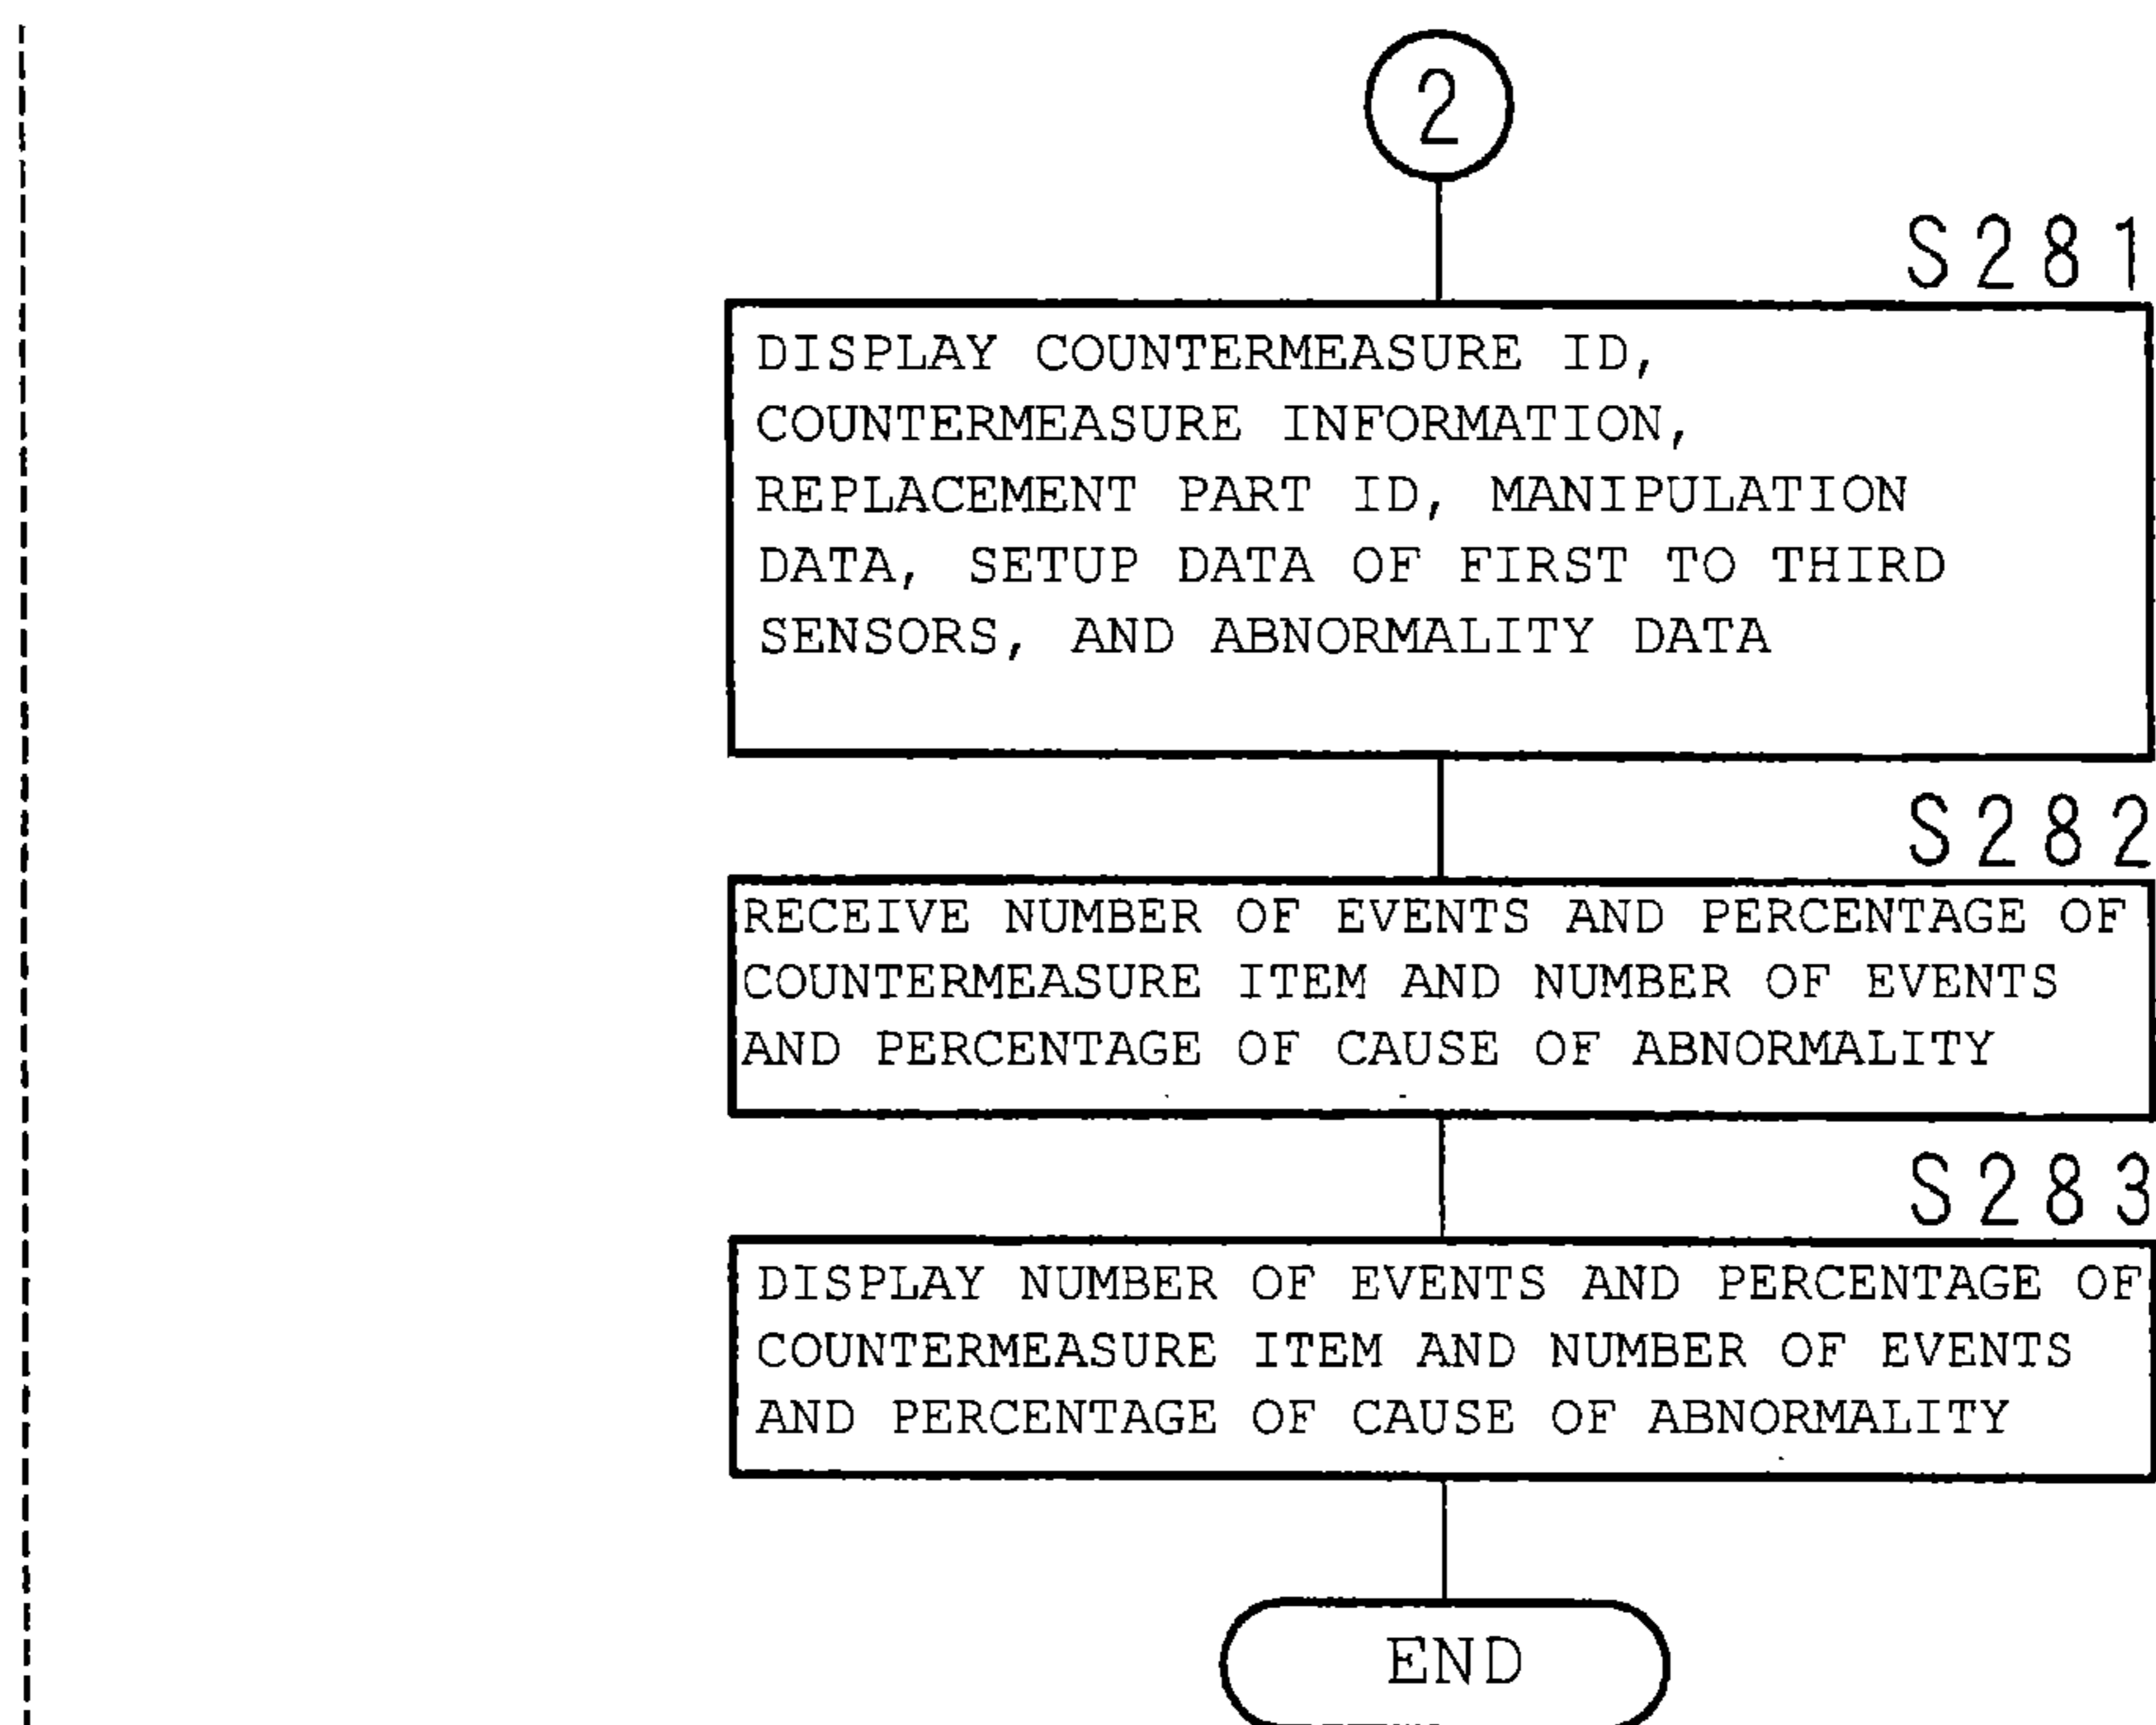 2
S281
DISPLAY COUNTERMEASURE ID,
COUNTERMEASURE INFORMATION,
REPLACEMENT PART ID, MANIPULATION
DATA, SETUP DATA OF FIRST TO THIRD
SENSORS, AND ABNORMALITY DATA
S282
RECEIVE NUMBER OF EVENTS AND PERCENTAGE OF
COUNTERMEASURE ITEM AND NUMBER OF EVENTS
AND PERCENTAGE OF CAUSE OF ABNORMALITY
S283
DISPLAY NUMBER OF EVENTS AND PERCENTAGE OF
COUNTERMEASURE ITEM AND NUMBER OF EVENTS
AND PERCENTAGE OF CAUSE OF ABNORMALITY
END